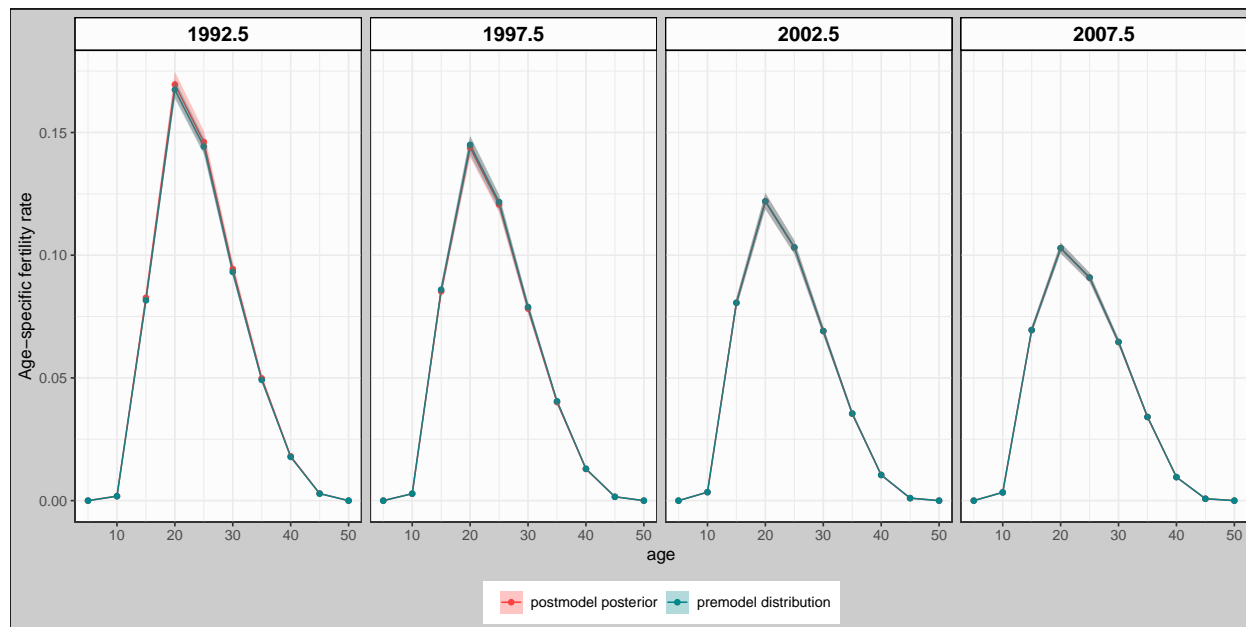 1992.5 1997.5 2002.5 2007.5
Age−specific fertility rate
0.15
0.10
0.05
0.00
10 20 30 40 50 10 20 30 40 50 10 20 30 40 50 10 20 30 40 50
age
postmodel posterior premodel distribution